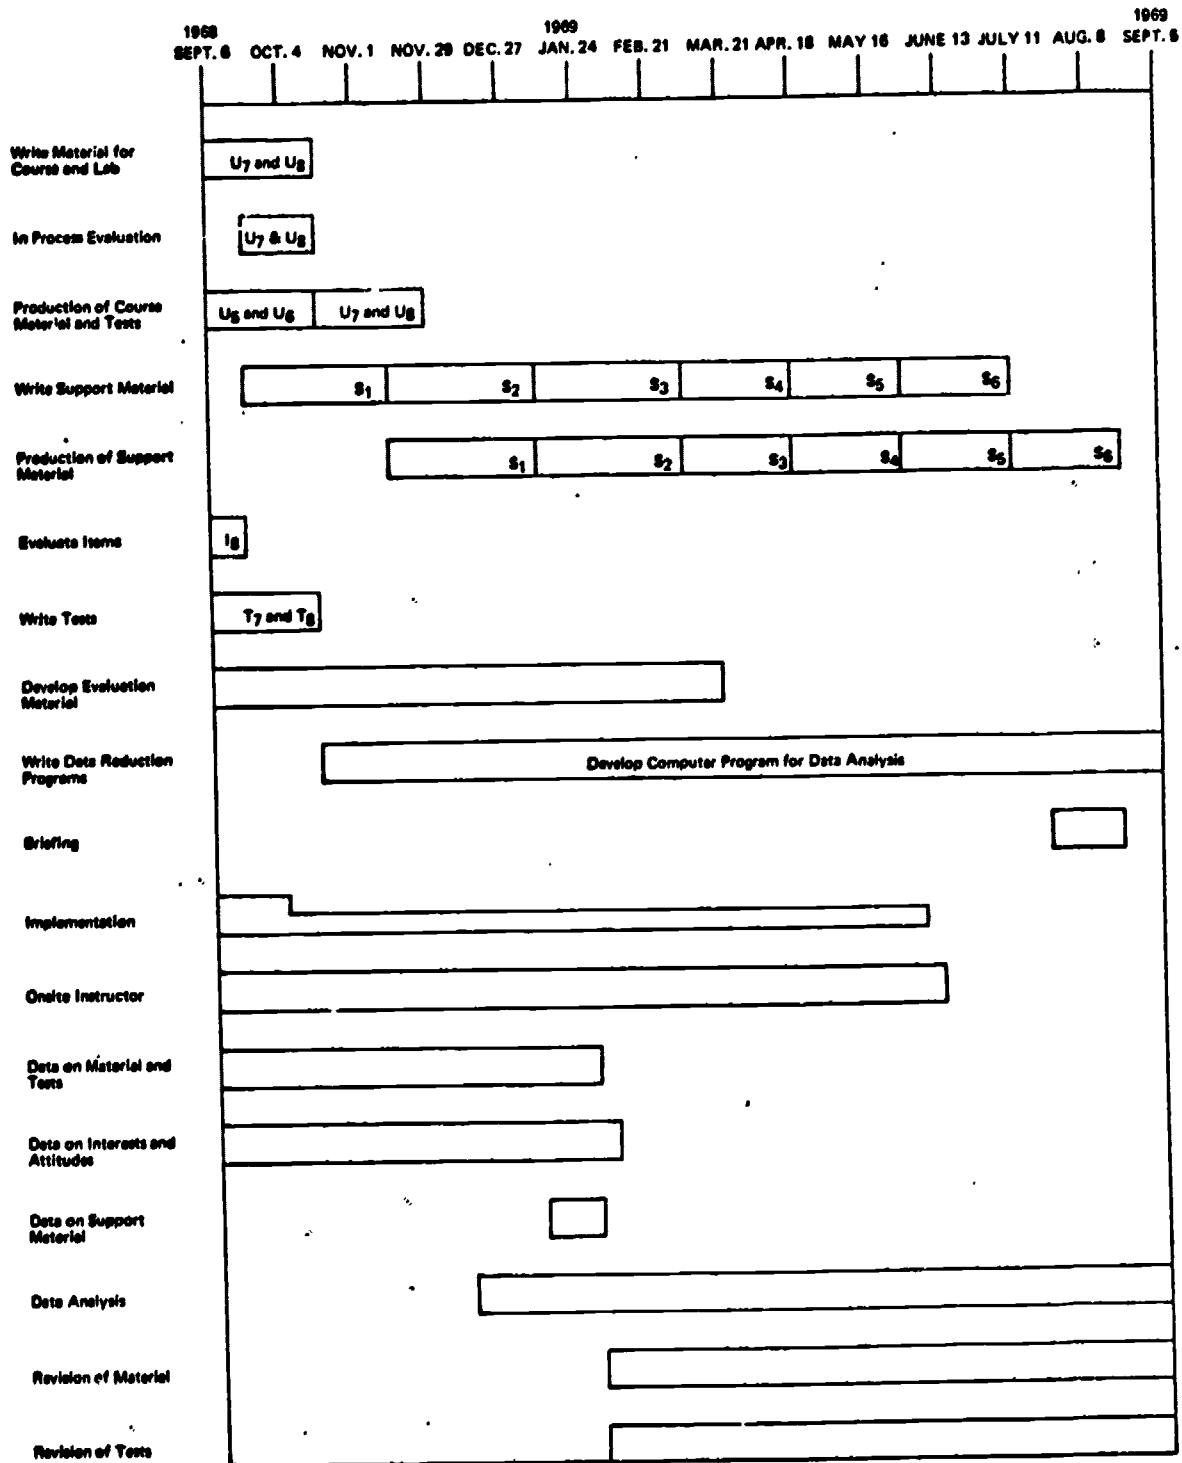 1968
1969
1969
SEPT. 6 OCT. 4 NOV. 1 NOV. 29 DEC. 27 JAN. 24 FEB. 21 MAR. 21 APR. 18 MAY 16 JUNE 13 JULY 11 AUG. 8 SEPT. 5
Write Material for
Course and Lab
U7 and U8
In Process Evaluation
U7 & U8
Production of Course
Material and Tests
U5 and U6 U7 and U8
Write Support Material
S1 S2 S3 S4 S5 S6
Production of Support
Material
S1 S2 S3 S4 S5 S6
Evaluate Items
I8
Write Tests
T7 and T8
Develop Evaluation
Material
Write Data Reduction
Programs
Develop Computer Program for Data Analysis
Briefing
Implementation
Onsite Instructor
Data on Material and
Tests
Data on Interests and
Attitudes
Data on Support
Material
Data Analysis
Revision of Material
Revision of Tests